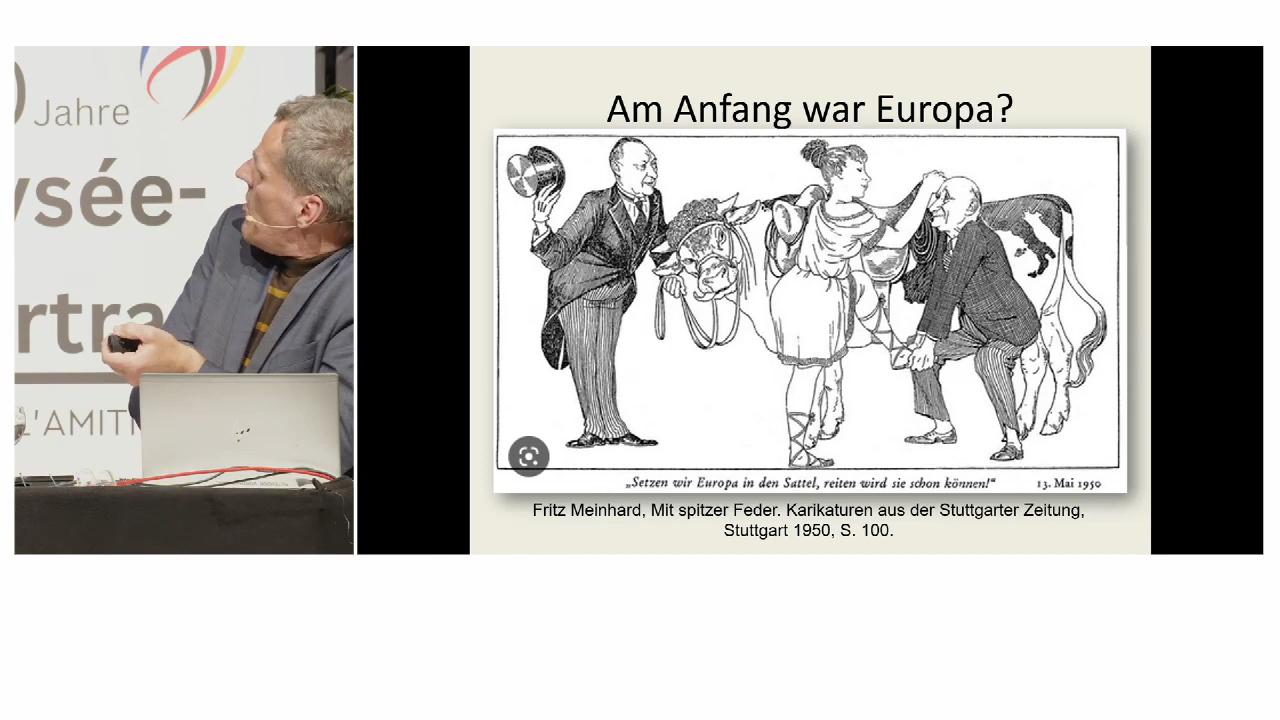 Jahre
ysée-
rtra
L'AMITI
Am Anfang war Europa?
„Setzen wir Europa in den Sattel, reiten wird sie schon können!“ 13. Mai 1950
Fritz Meinhard, Mit spitzer Feder. Karikaturen aus der Stuttgarter Zeitung,
Stuttgart 1950, S. 100.